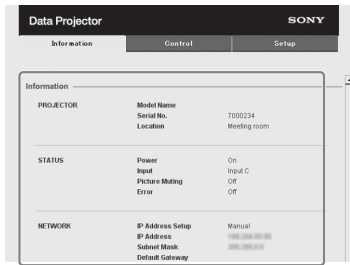 Data Projector SONY
Information Control Setup
Information
PROJECTOR Model Name
Serial No. 7000234
Location Meeting room
STATUS Power On
Input Input C
Picture Muting Off
Error Off
NETWORK IP Address Setup Manual
IP Address
Subnet Mask
Default Gateway